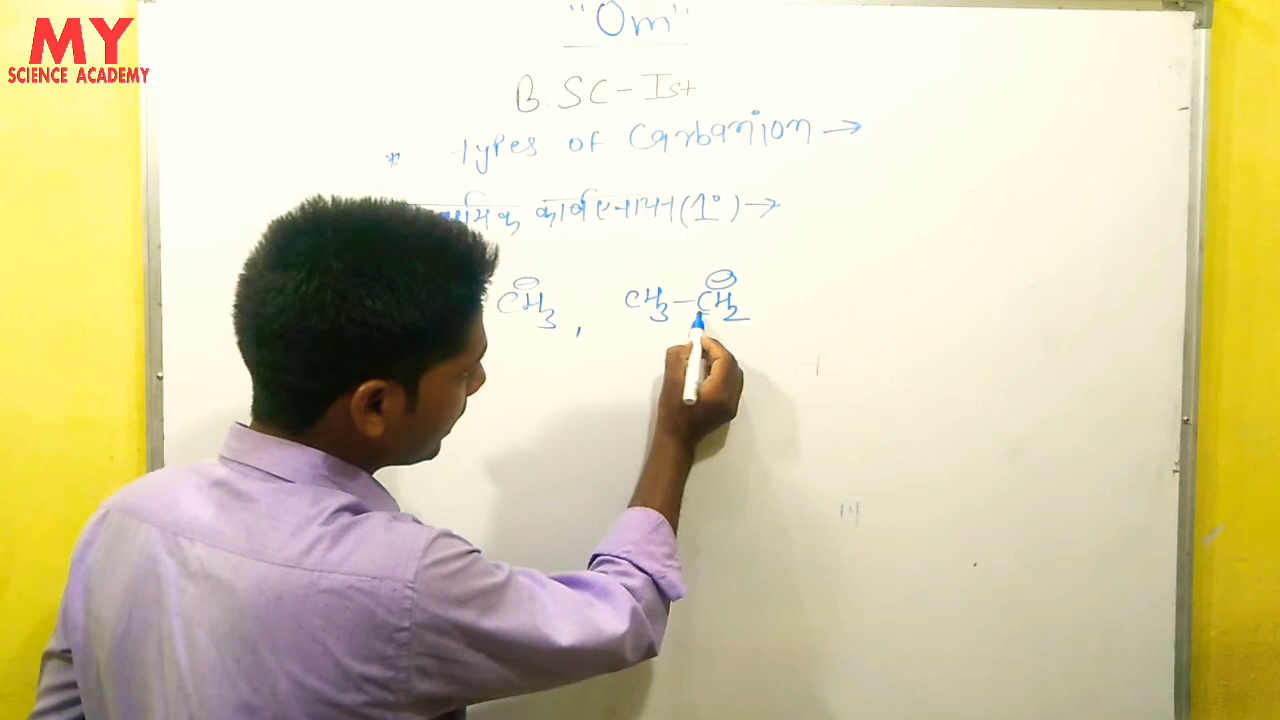 MY
SCIENCE ACADEMY
"Om"
B.SC-Ist
* Types of Carbanion →
कार्बएनायन (1°) →
CH₃⊖, CH₃-CH₂⊖